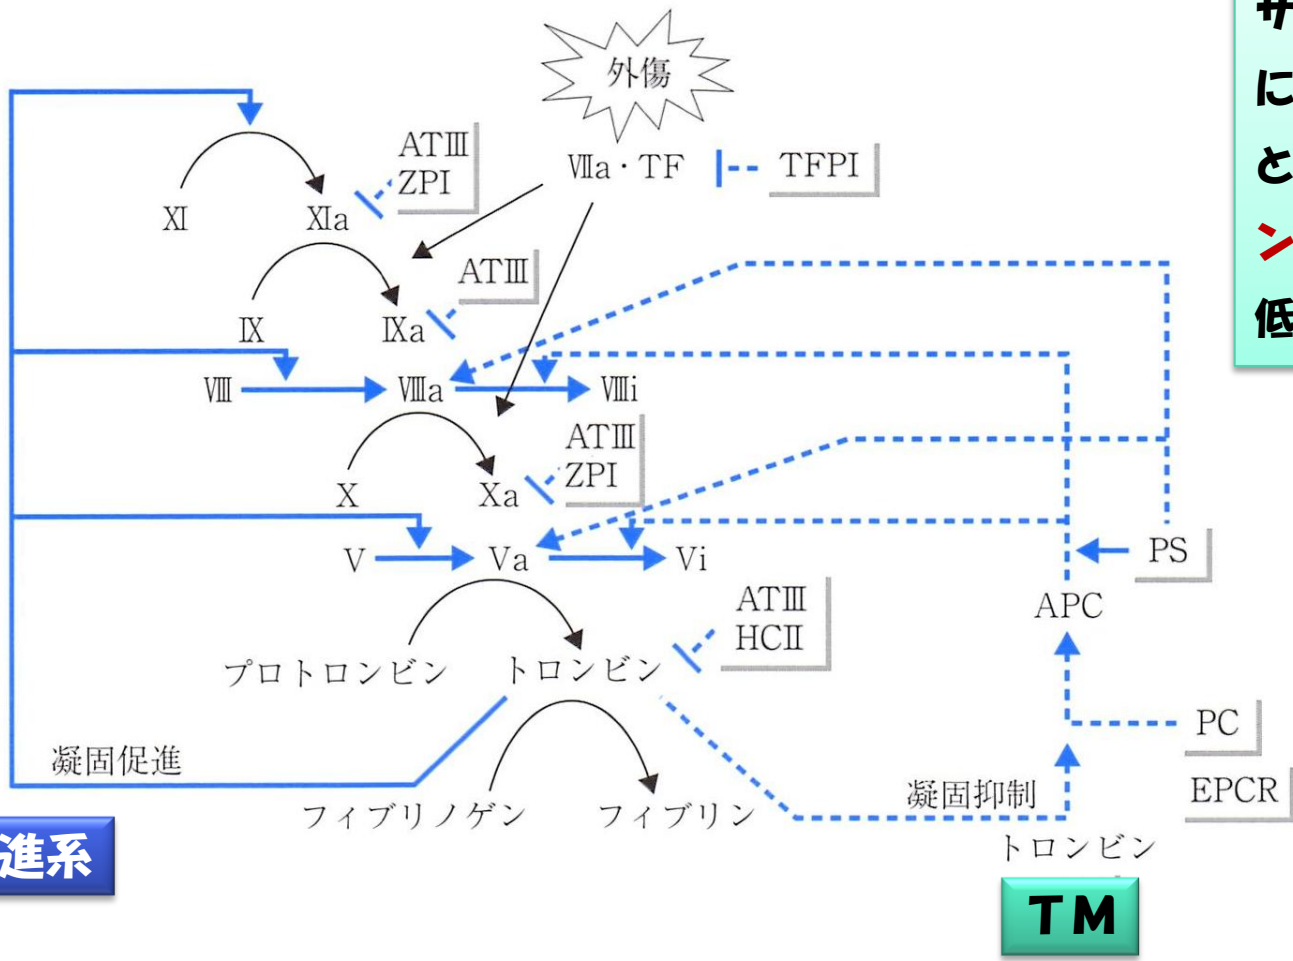 外傷
ATⅢ
ZPI
Ⅶa・TF
TFPI
Ⅺ
Ⅺa
ATⅢ
Ⅸ
Ⅸa
Ⅷ
Ⅷa
Ⅷi
ATⅢ
ZPI
Ⅹ
Ⅹa
Ⅴ
Ⅴa
Ⅴi
PS
ATⅢ
HCⅡ
APC
プロトロンビン
トロンビン
PC
凝固促進
凝固抑制
EPCR
フィブリノゲン
フィブリン
トロンビン
進系
TM
に
と
ン
低